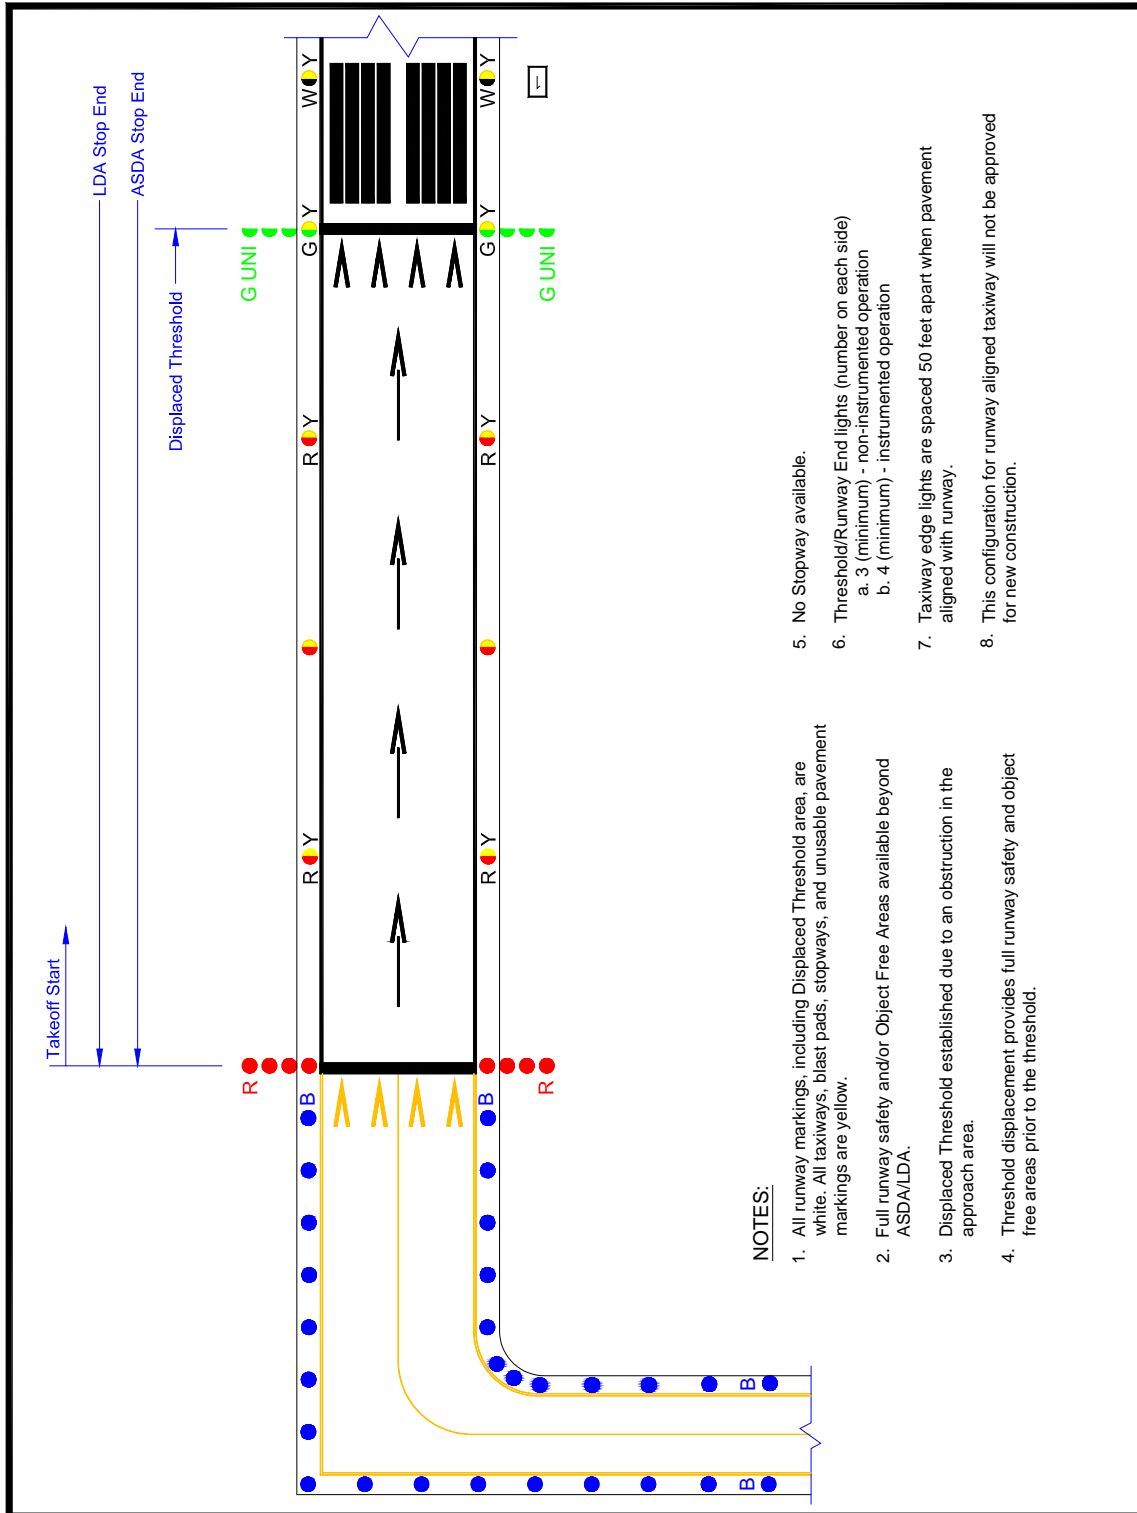 LDA Stop End
ASDA Stop End
Displaced Threshold
Takeoff Start
R
B
R Y
R Y
G UNI
G Y
W Y
R
B
R Y
R Y
G UNI
G Y
W Y
B
B
NOTES:
1. All runway markings, including Displaced Threshold area, are
white. All taxiways, blast pads, stopways, and unusable pavement
markings are yellow.
2. Full runway safety and/or Object Free Areas available beyond
ASDA/LDA.
3. Displaced Threshold established due to an obstruction in the
approach area.
4. Threshold displacement provides full runway safety and object
free areas prior to the threshold.
5. No Stopway available.
6. Threshold/Runway End lights (number on each side)
a. 3 (minimum) - non-instrumented operation
b. 4 (minimum) - instrumented operation
7. Taxiway edge lights are spaced 50 feet apart when pavement
aligned with runway.
8. This configuration for runway aligned taxiway will not be approved
for new construction.